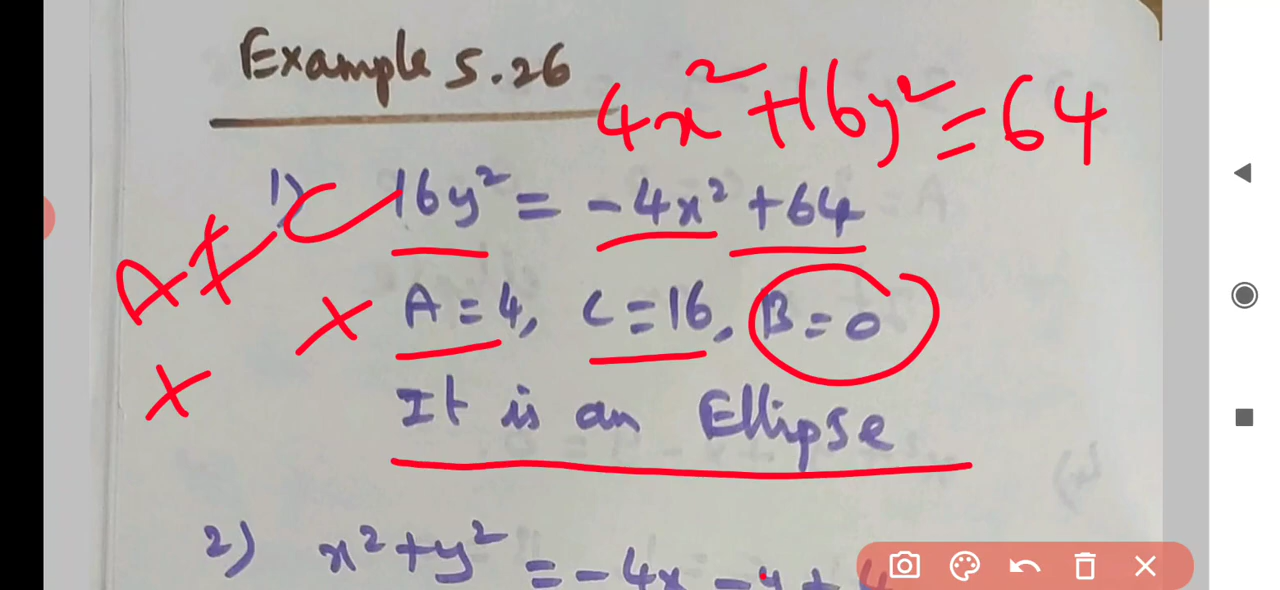 Example 5.26
4x²+16y²=64
1) 16y² = -4x² +64
A≠C
A=4, C=16, B=0
It is an Ellipse
2) x²+y² = -4x -y+4